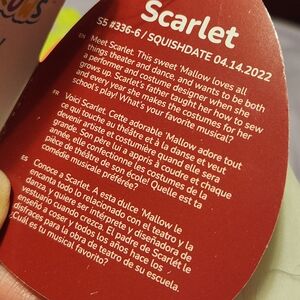 Scarlet
S5 #336-6 / SQUISHDATE 04.14.2022
EN Meet Scarlet. This sweet 'Mallow loves all
things theater and dance, and wants to be both
a performer and costume designer when she
grows up. Scarlet's father taught her how to sew
and every year she makes the costumes for her
school's play! What's your favorite musical?
FR Voici Scarlet. Cette adorable 'Mallow adore tout
ce qui touche au théâtre et à la danse et veut
devenir artiste et costumière quand elle sera
grande. Son père lui a appris à coudre et chaque
année, elle confectionne les costumes de la
pièce de théâtre de son école! Quelle est ta
comédie musicale préférée?
ES Conoce a Scarlet. A esta dulce 'Mallow le
encanta todo lo relacionado con el teatro y la
danza, y quiere ser intérprete y diseñadora de
vestuario cuando crezca. El padre de Scarlet le
enseñó a coser y todos los años hace los
disfraces para la obra de teatro de su escuela.
¿Cuál es tu musical favorito?